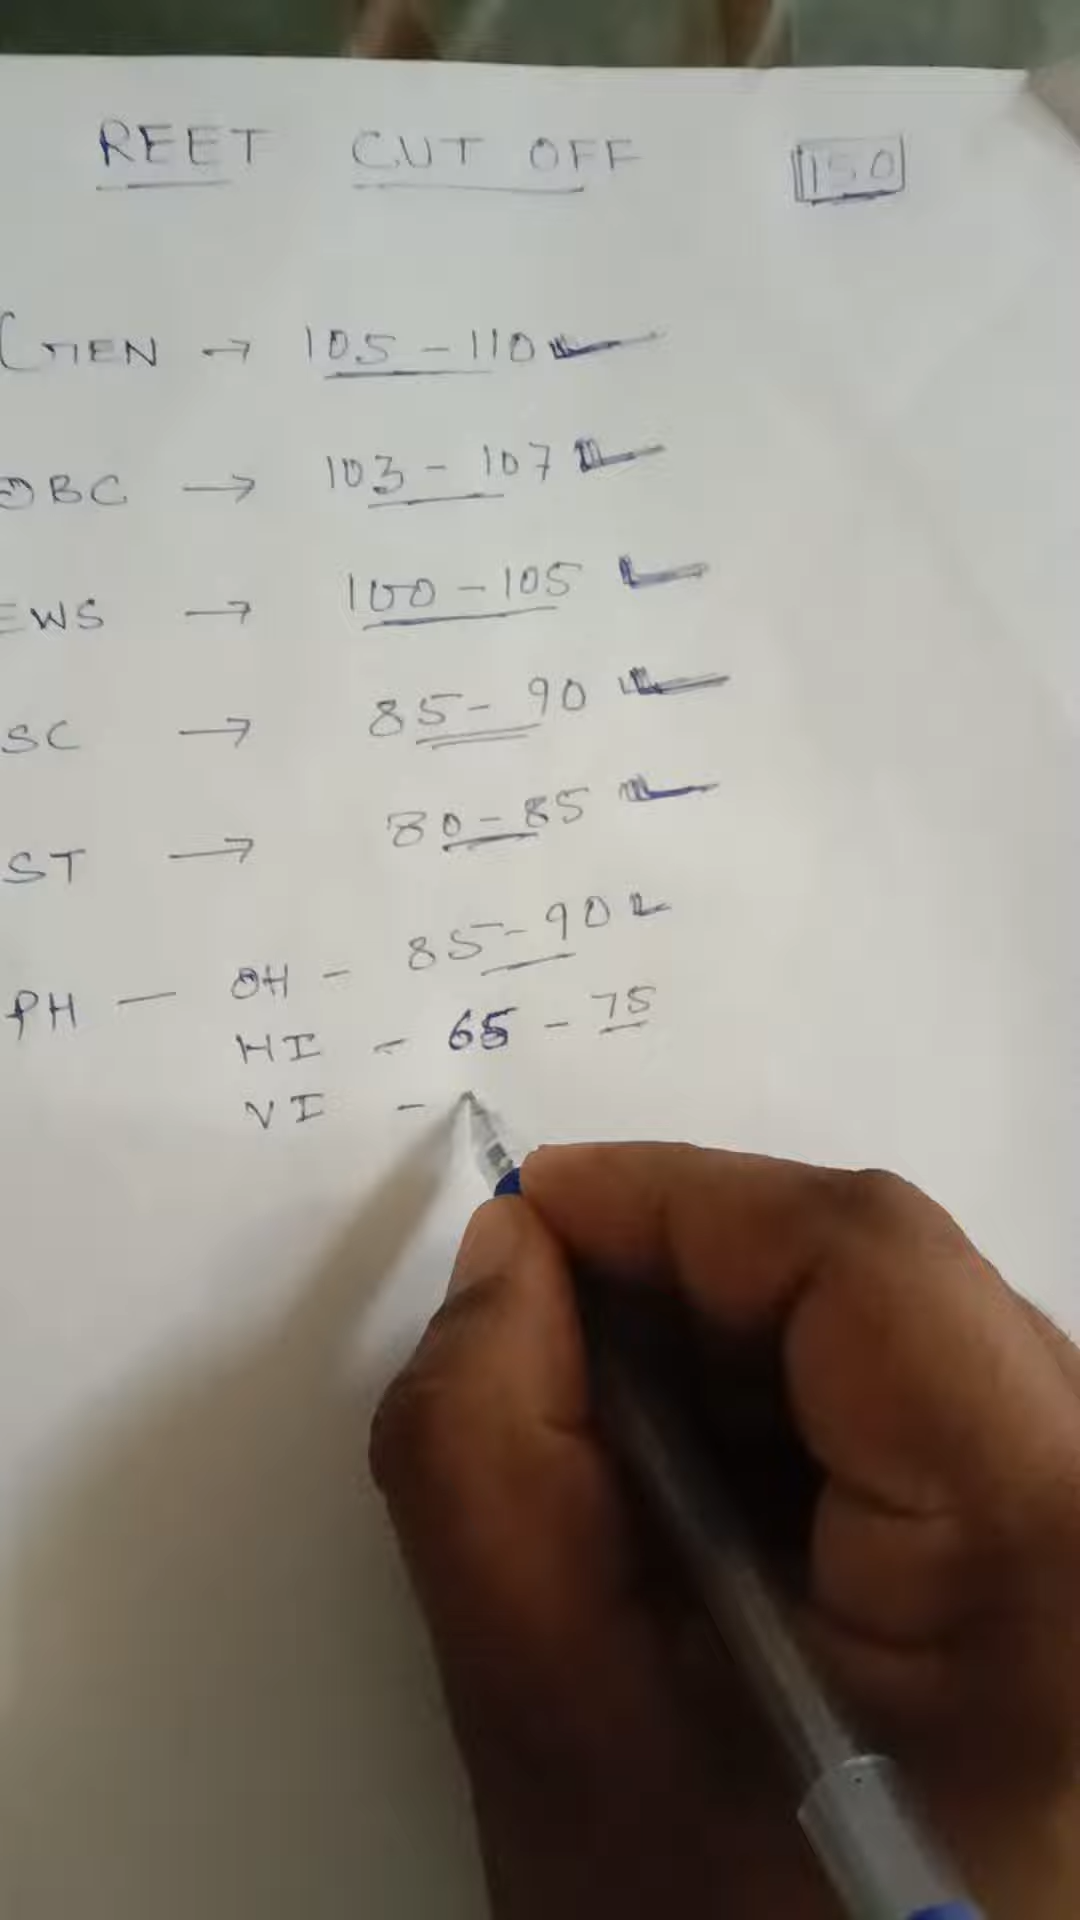 REET CUT OFF 150
GEN → 105 - 110
OBC → 103 - 107
EWS → 100 - 105
SC → 85 - 90
ST → 80 - 85
PH - OH - 85 - 90
HI - 65 - 75
VI -